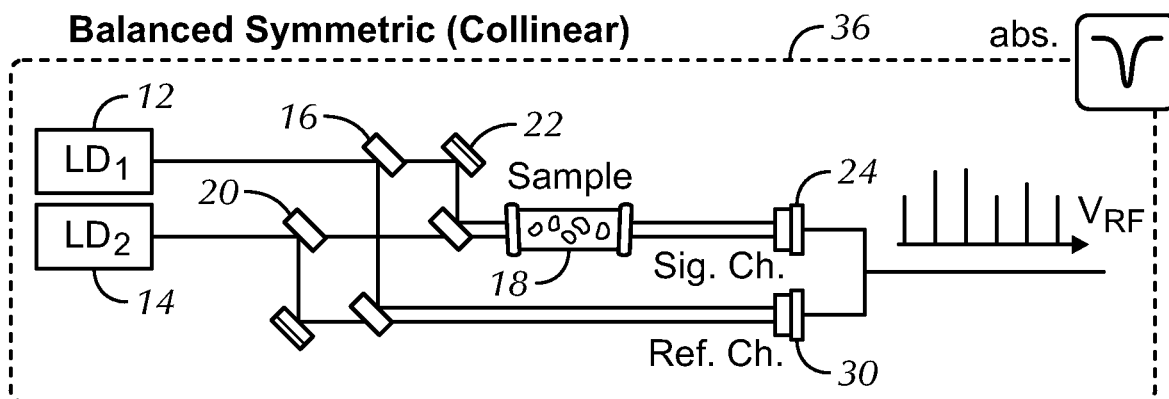 Balanced Symmetric (Collinear)
36
abs.
12
16
22
LD1
Sample
24
20
LD2
VRF
18
Sig. Ch.
14
Ref. Ch.
30